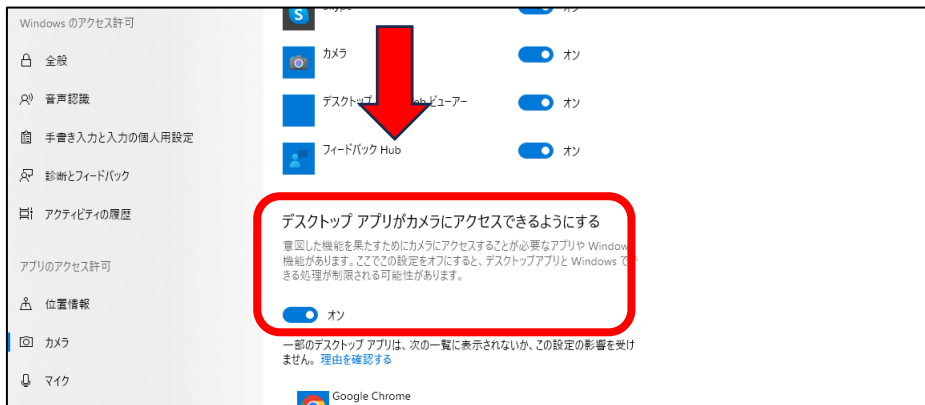 Windows のアクセス許可
全般
音声認識
手書き入力と入力の個人用設定
診断とフィードバック
アクティビティの履歴
アプリのアクセス許可
位置情報
カメラ
マイク
オン
カメラ
オン
デスクトップ ビューアー
オン
フィードバック Hub
オン
デスクトップ アプリがカメラにアクセスできるようにする
意図した機能を果たすためにカメラにアクセスすることが必要なアプリや Window
機能があります。ここでこの設定をオフにすると、デスクトップアプリと Windows で
きる処理が制限される可能性があります。
オン
一部のデスクトップ アプリは、次の一覧に表示されないか、この設定の影響を受け
ません。 理由を確認する
Google Chrome